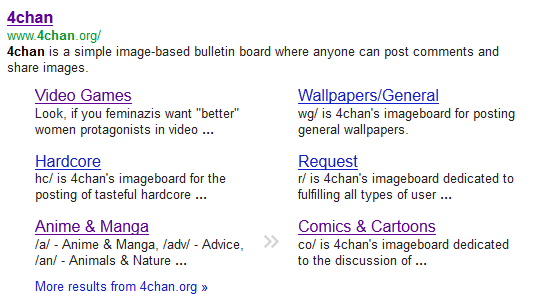 4chan
www.4chan.org/
4chan is a simple image-based bulletin board where anyone can post comments and
share images.
Video Games
Look, if you feminazis want "better"
women protagonists in video ...
Wallpapers/General
wg/ is 4chan's imageboard for posting
general wallpapers.
Hardcore
hc/ is 4chan's imageboard for the
posting of tasteful hardcore ...
Request
r/ is 4chan's imageboard dedicated to
fulfilling all types of user ...
Anime & Manga
/a/ - Anime & Manga, /adv/ - Advice,
/an/ - Animals & Nature ...
Comics & Cartoons
co/ is 4chan's imageboard dedicated
to the discussion of ...
More results from 4chan.org »